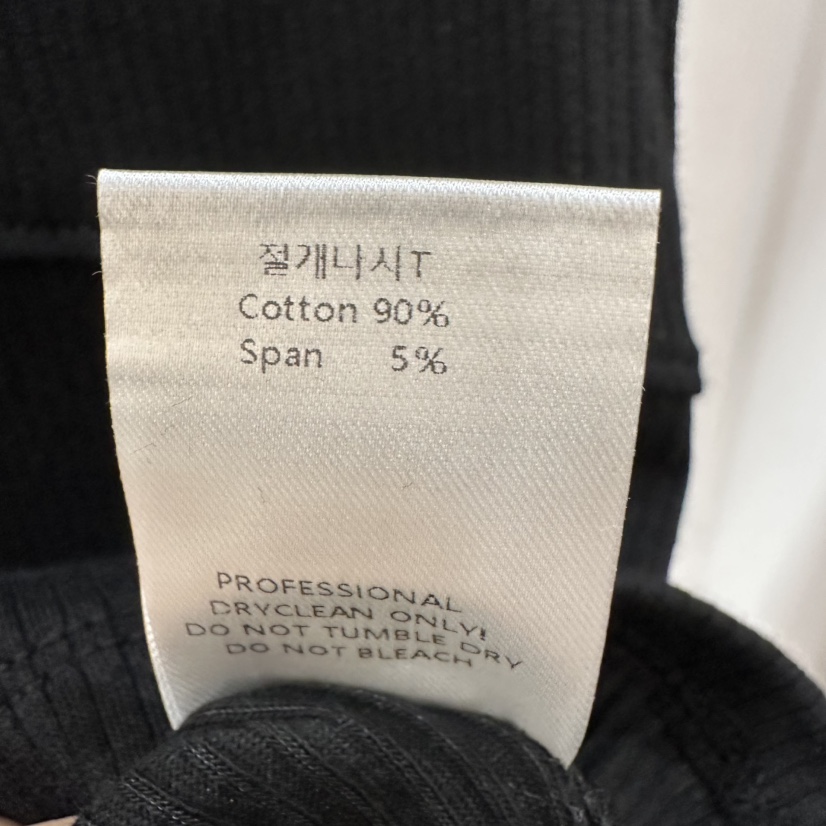 절개나시T
Cotton 90%
Span 5%
PROFESSIONAL
DRYCLEAN ONLY!
DO NOT TUMBLE DRY
DO NOT BLEACH